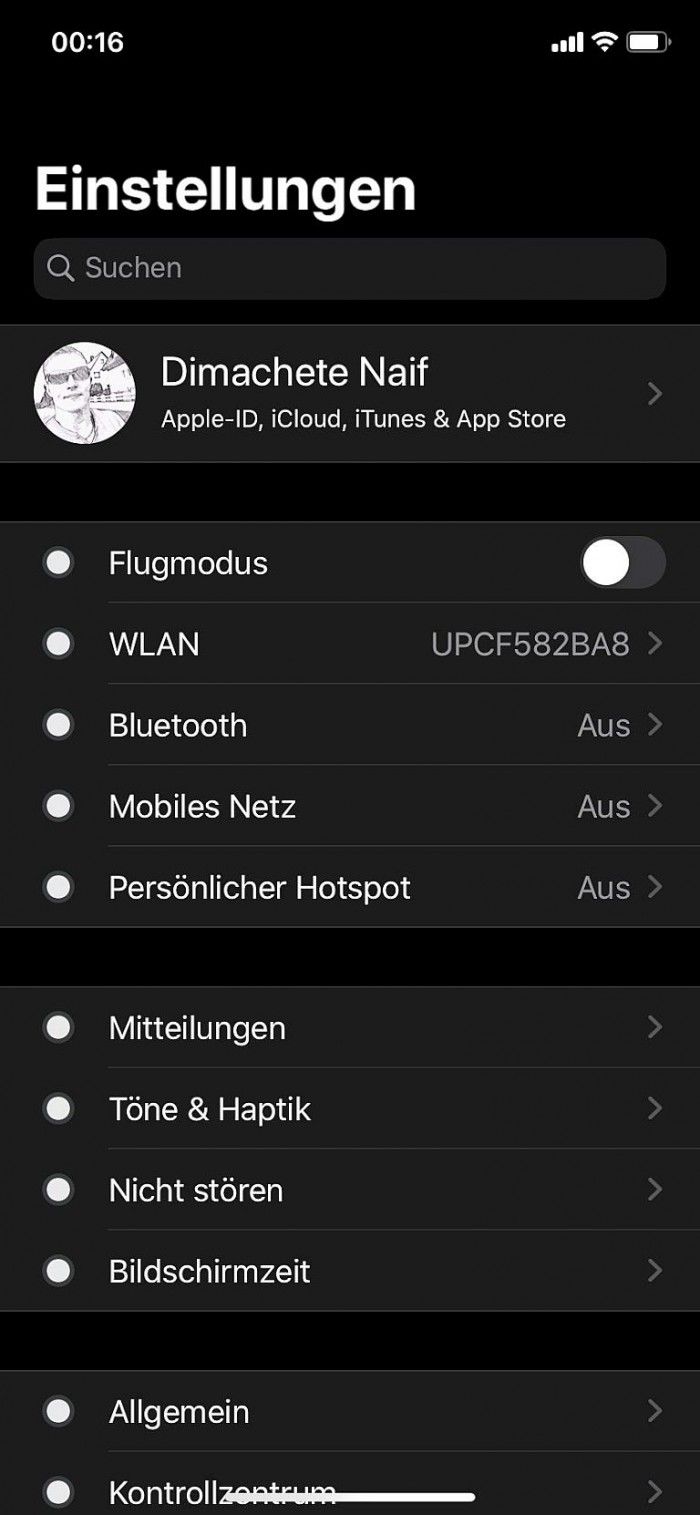 00:16
Einstellungen
Suchen
Dimachete Naif
Apple-ID, iCloud, iTunes & App Store
Flugmodus
WLAN UPCF582BA8
Bluetooth Aus
Mobiles Netz Aus
Persönlicher Hotspot Aus
Mitteilungen
Töne & Haptik
Nicht stören
Bildschirmzeit
Allgemein
Kontrollzentrum